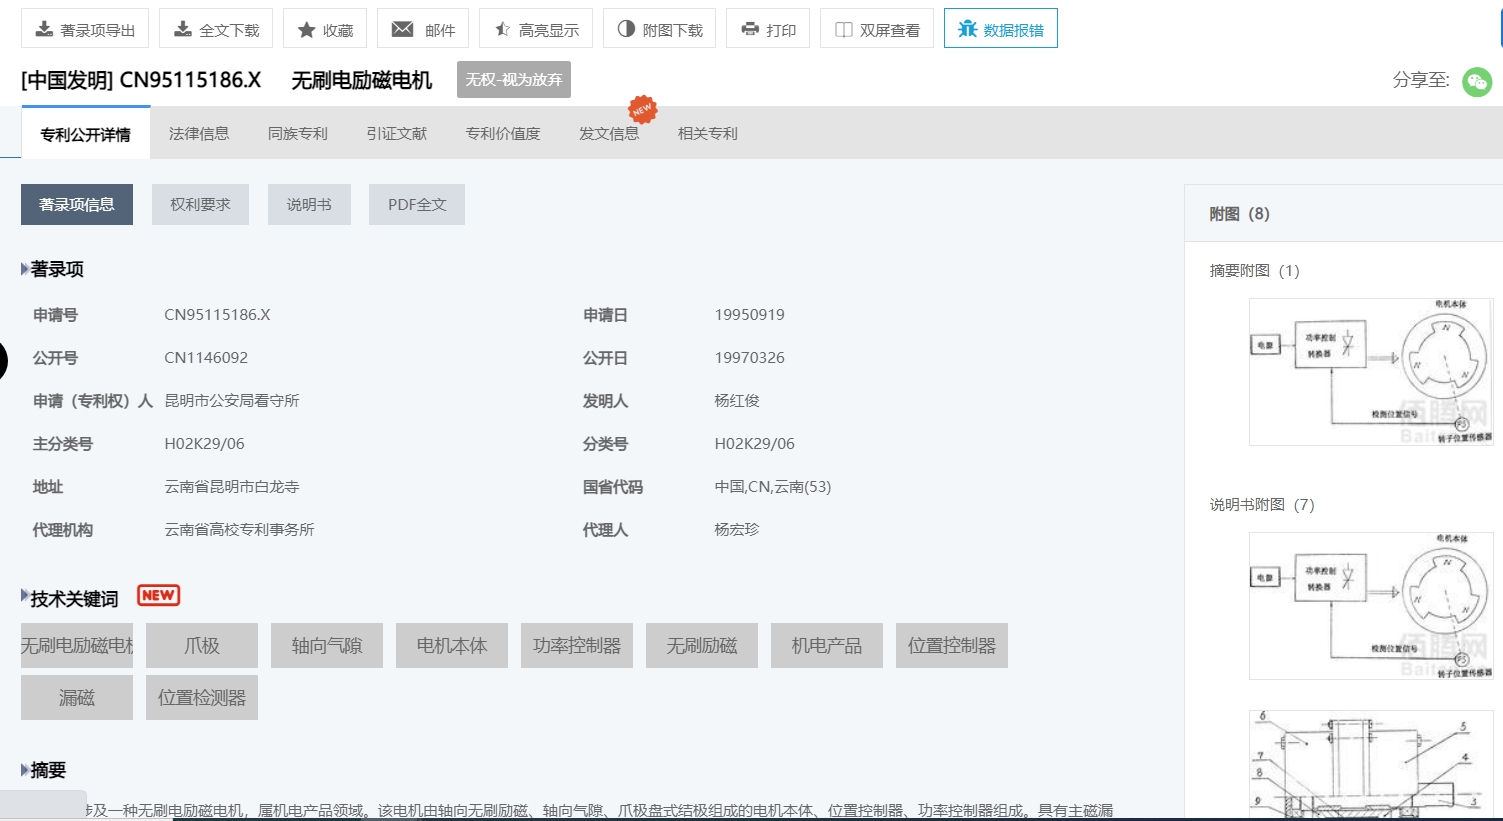 著录项导出 全文下载 收藏 邮件 高亮显示 附图下载 打印 双屏查看 数据报错
[中国发明] CN95115186.X 无刷电励磁电机 无权-视为放弃 分享至:
专利公开详情 法律信息 同族专利 引证文献 专利价值度 发文信息 NEW 相关专利
著录项信息 权利要求 说明书 PDF全文
著录项
申请号 CN95115186.X 申请日 19950919
公开号 CN1146092 公开日 19970326
申请（专利权）人 昆明市公安局看守所 发明人 杨红俊
主分类号 H02K29/06 分类号 H02K29/06
地址 云南省昆明市白龙寺 国省代码 中国,CN,云南(53)
代理机构 云南省高校专利事务所 代理人 杨宏珍
技术关键词 NEW
无刷电励磁电机 爪极 轴向气隙 电机本体 功率控制器 无刷励磁 机电产品 位置控制器
漏磁 位置检测器
摘要
涉及一种无刷电励磁电机，属机电产品领域。该电机由轴向无刷励磁、轴向气隙、爪极盘式结极组成的电机本体、位置控制器、功率控制器组成。具有主磁漏
附图（8）
摘要附图（1）
电机本体
电源 功率控制
转换器
N
N N
检测位置信号
PS
转子位置传感器
佰腾网
说明书附图（7）
电机本体
电源 功率控制
转换器
N
N N
检测位置信号
PS
转子位置传感器
佰腾网
6 5
7 4
8
9 3